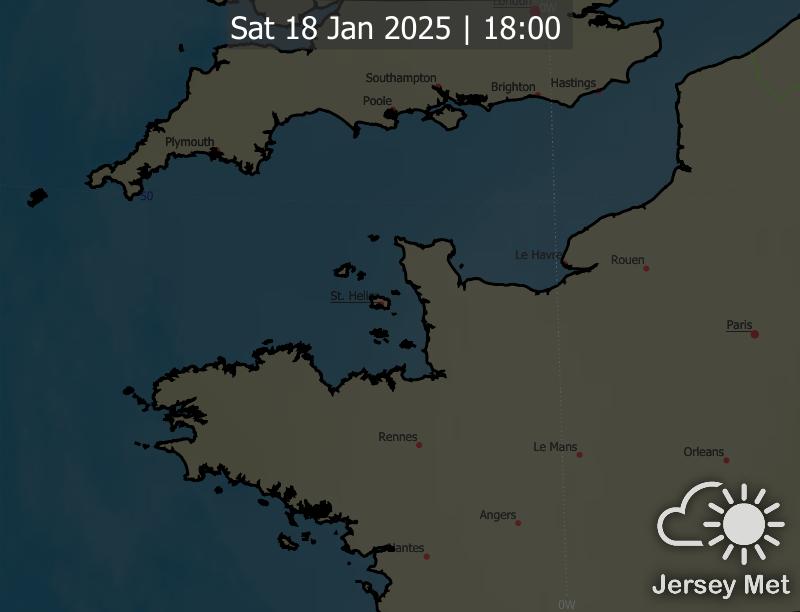 London
0W
Sat 18 Jan 2025 | 18:00
Southampton
Brighton
Hastings
Poole
Plymouth
50
Le Havre
Rouen
St. Helier
Paris
Rennes
Le Mans
Orleans
Angers
Nantes
0W
Jersey Met